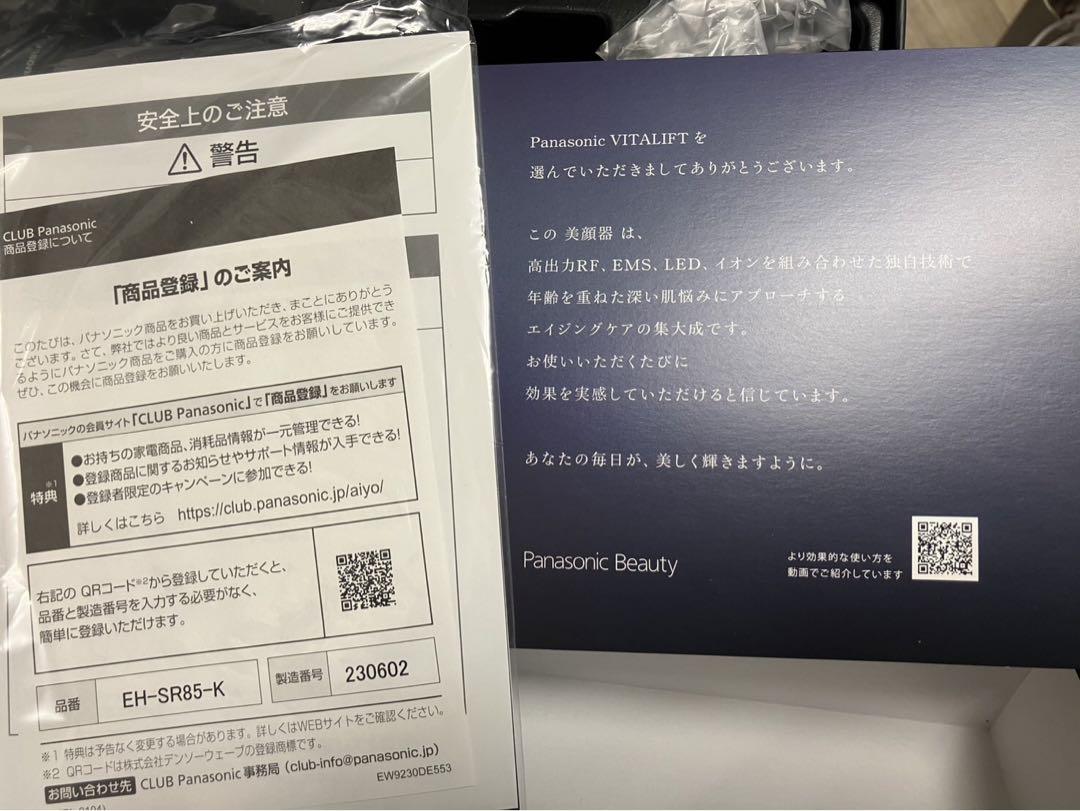 安全上のご注意
警告
CLUB Panasonic
商品登録について
「商品登録」のご案内
このたびは、パナソニック商品をお買い上げいただき、まことにありがとう
ございます。さて、弊社ではより良い商品とサービスをお客様にご提供でき
るようにパナソニック商品をご購入の方に商品登録をお願いしています。
ぜひ、この機会に商品登録をお願いいたします。
パナソニックの会員サイト「CLUB Panasonic」で「商品登録」をお願いします
※1
特典
●お持ちの家電商品、消耗品情報が一元管理できる!
●登録商品に関するお知らせやサポート情報が入手できる!
●登録者限定のキャンペーンに参加できる!
詳しくはこちら https://club.panasonic.jp/aiyo/
右記の QRコード※2から登録していただくと、
品番と製造番号を入力する必要がなく、
簡単に登録いただけます。
品番 EH-SR85-K 製造番号 230602
※1 特典は予告なく変更する場合があります。詳しくはWEBサイトをご確認ください。
※2 QRコードは株式会社デンソーウェーブの登録商標です。
お問い合わせ先 CLUB Panasonic事務局(club-info@panasonic.jp)
EW9230DE553
Panasonic VITALIFT を
選んでいただきましてありがとうございます。
この 美顔器 は、
高出力RF、EMS、LED、イオンを組み合わせた独自技術で
年齢を重ねた深い肌悩みにアプローチする
エイジングケアの集大成です。
お使いいただくたびに
効果を実感していただけると信じています。
あなたの毎日が、美しく輝きますように。
Panasonic Beauty
より効果的な使い方を
動画でご紹介しています